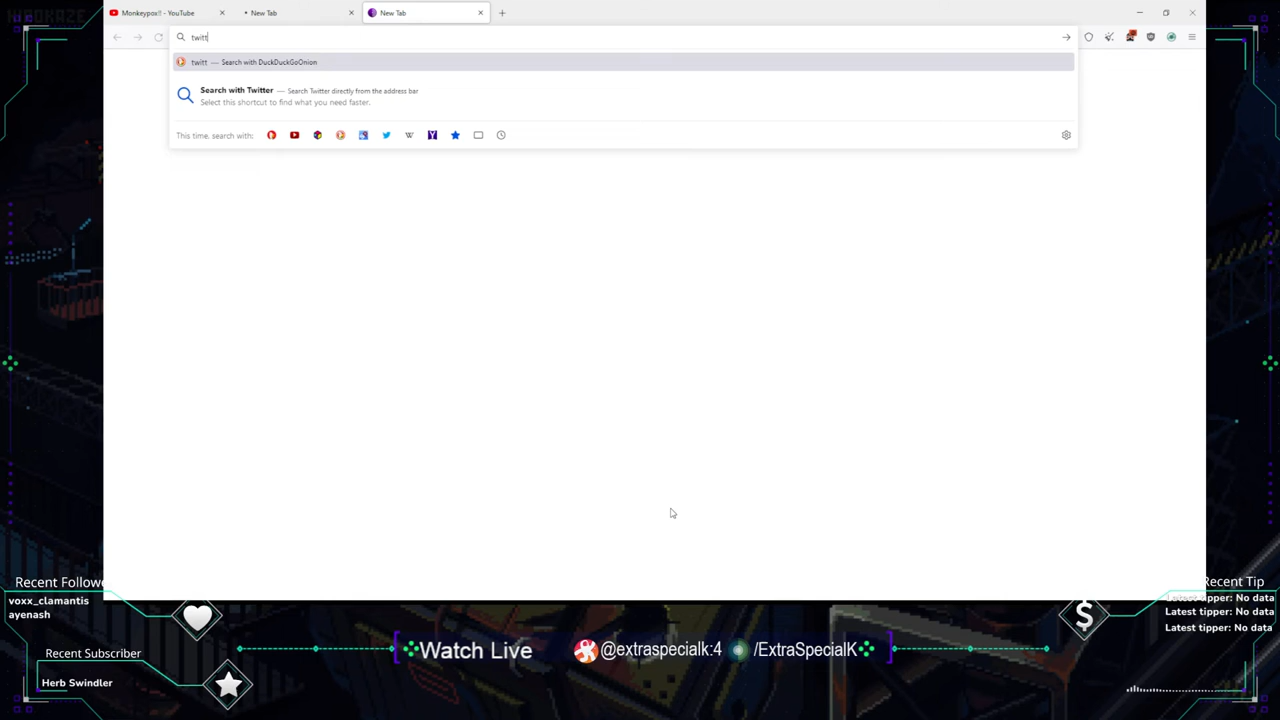 HIROKAZE
Monkeypox!! - YouTube
New Tab
New Tab
twitt
twitt — Search with DuckDuckGoOnion
Search with Twitter — Search Twitter directly from the address bar
Select this shortcut to find what you need faster.
This time, search with:
Recent Followe
voxx_clamantis
ayenash
Recent Subscriber
Herb Swindler
Watch Live
@extraspecialk:4
/ExtraSpecialK
Recent Tip
Latest tipper: No data
Latest tipper: No data
Latest tipper: No data